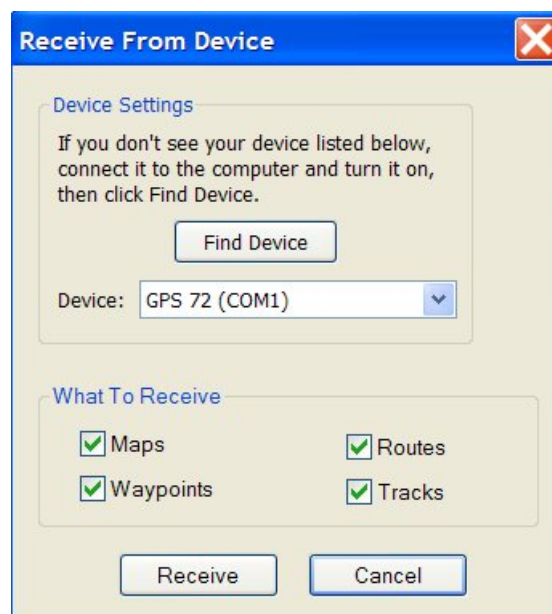 Receive From Device
Device Settings
If you don't see your device listed below,
connect it to the computer and turn it on,
then click Find Device.
Find Device
Device: GPS 72 (COM1)
What To Receive
Maps Routes
Waypoints Tracks
Receive Cancel